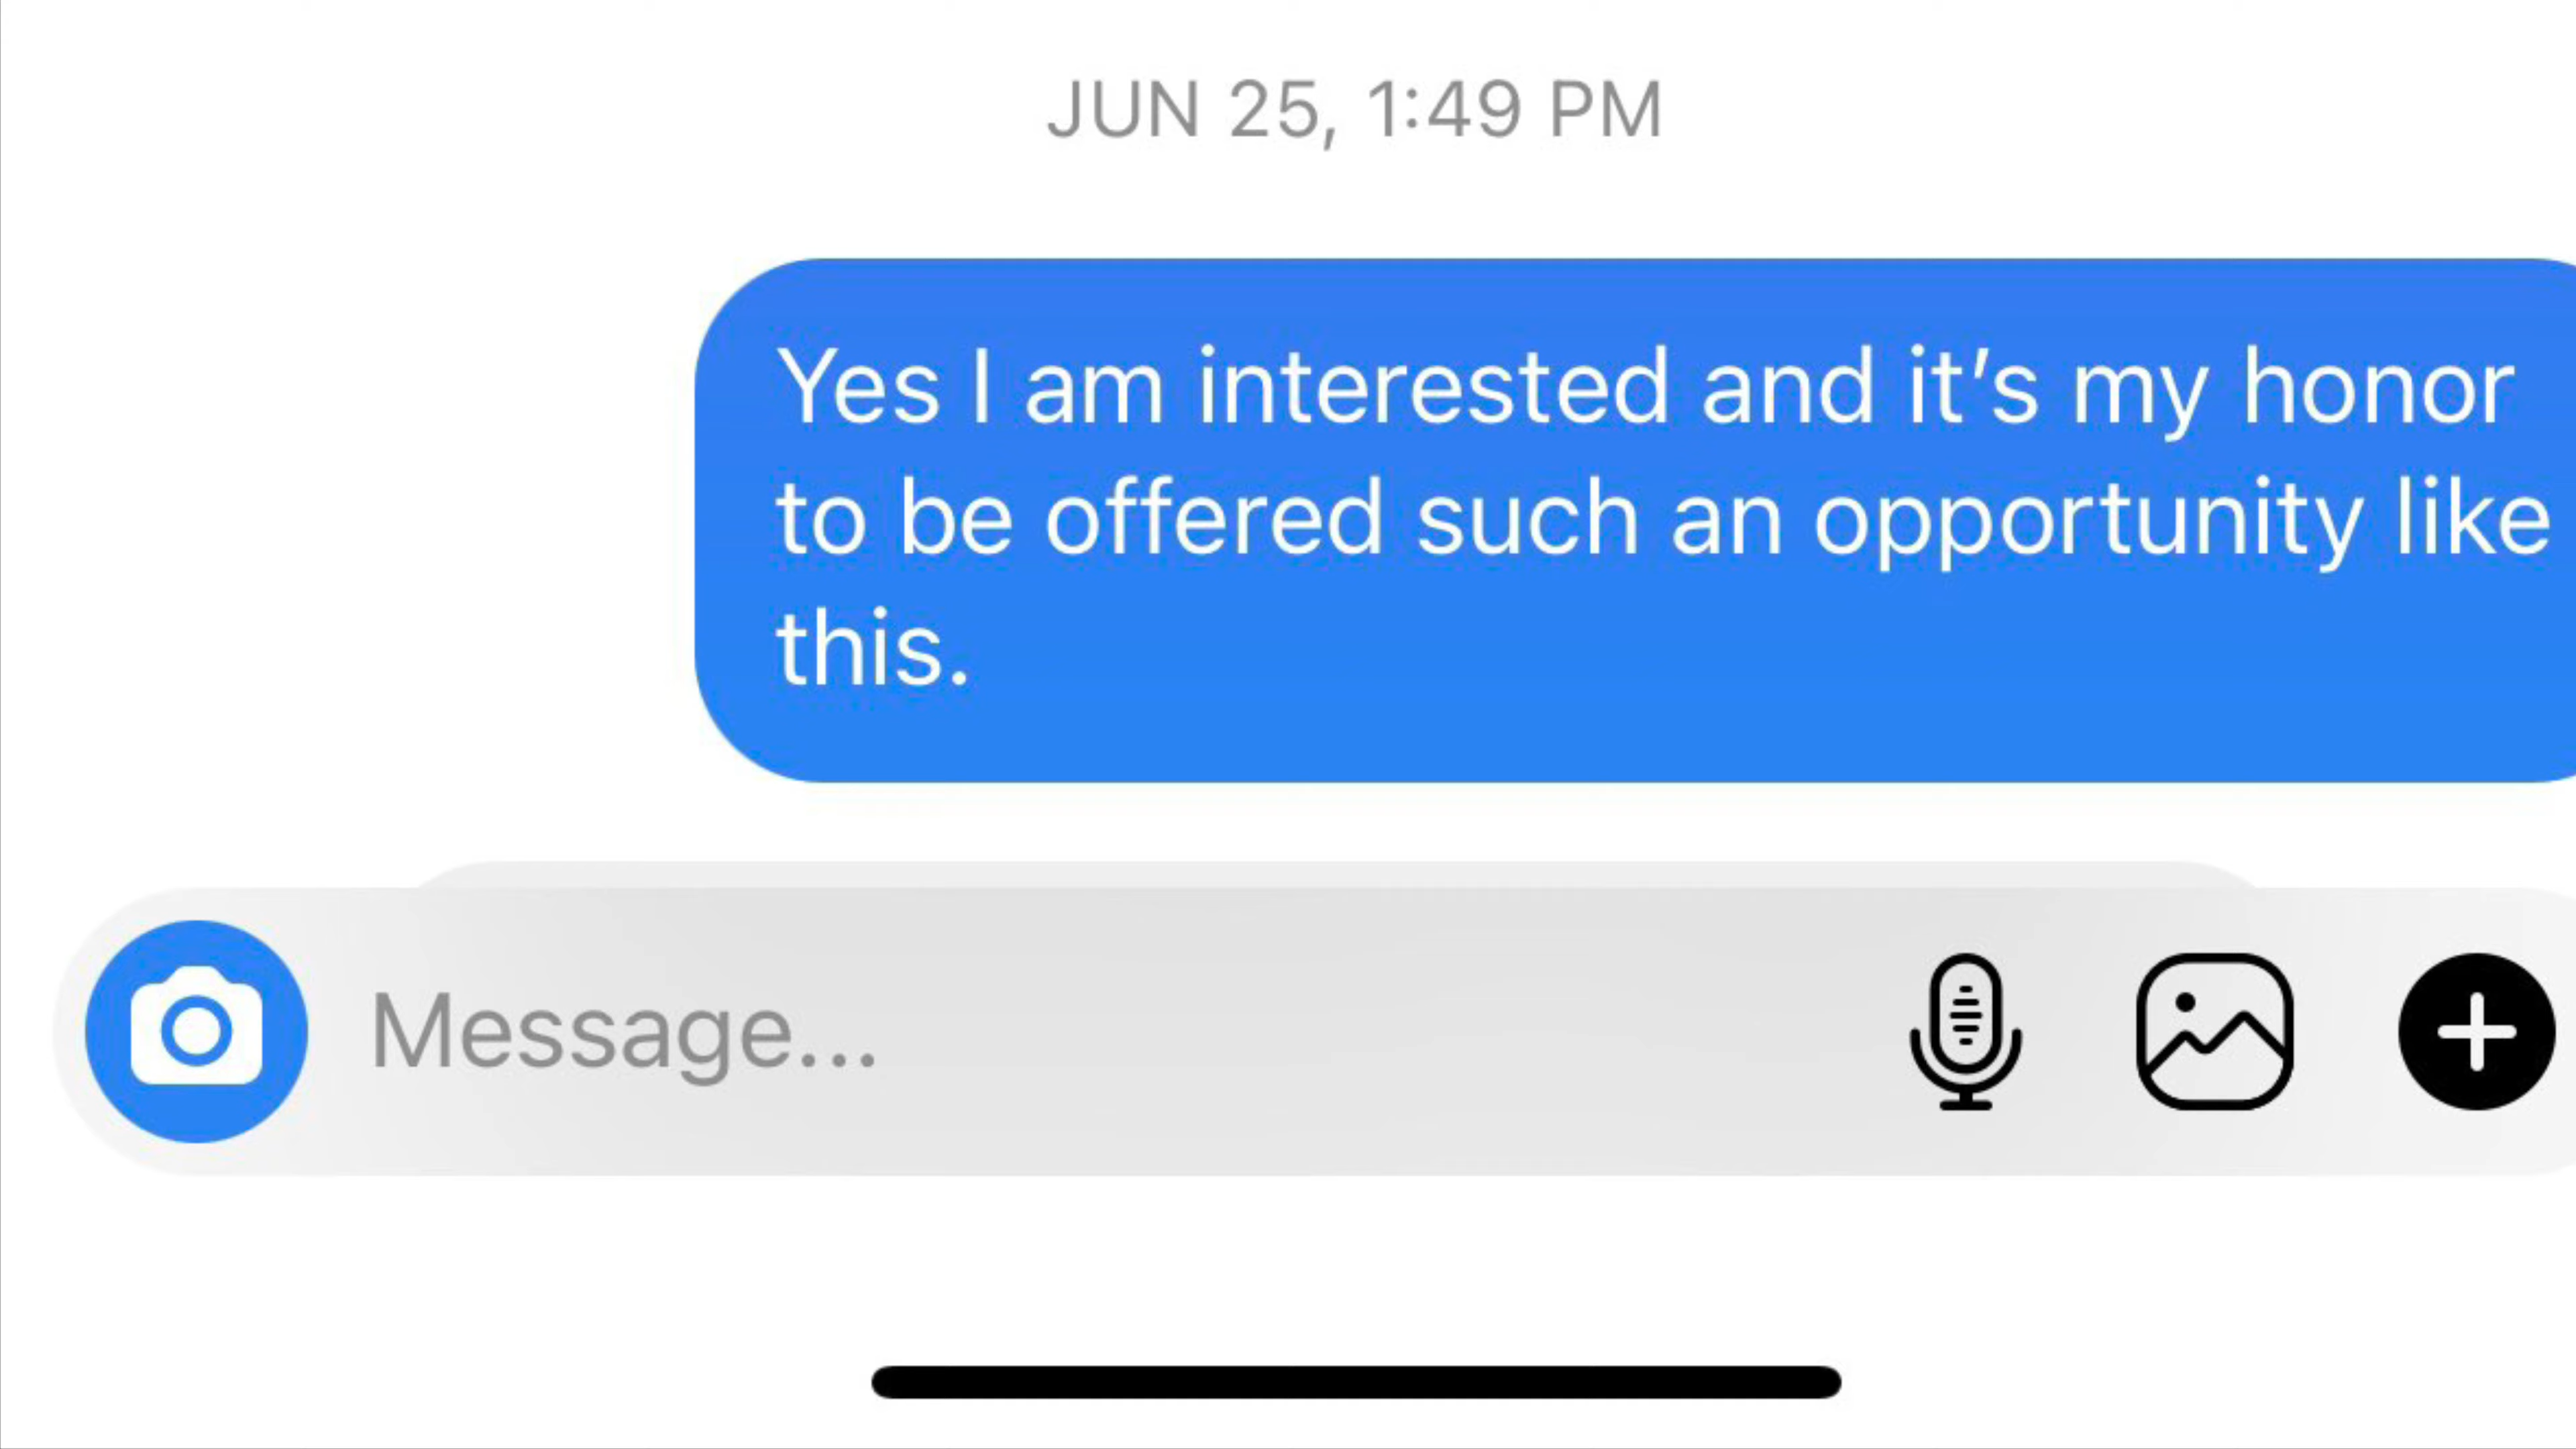 JUN 25, 1:49 PM
Yes I am interested and it’s my honor
to be offered such an opportunity like
this.
Message...